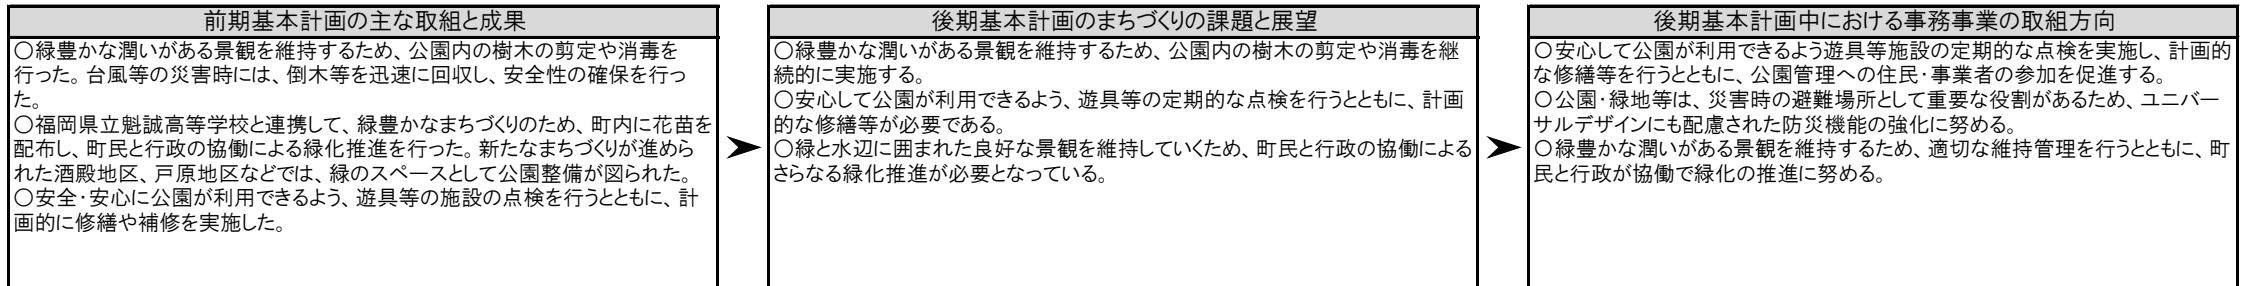 前期基本計画の主な取組と成果
○緑豊かな潤いがある景観を維持するため、公園内の樹木の剪定や消毒を
行った。台風等の災害時には、倒木等を迅速に回収し、安全性の確保を行っ
た。
○福岡県立魁誠高等学校と連携して、緑豊かなまちづくりのため、町内に花苗を
配布し、町民と行政の協働による緑化推進を行った。新たなまちづくりが進めら
れた酒殿地区、戸原地区などでは、緑のスペースとして公園整備が図られた。
○安全・安心に公園が利用できるよう、遊具等の施設の点検を行うとともに、計
画的に修繕や補修を実施した。
後期基本計画のまちづくりの課題と展望
○緑豊かな潤いがある景観を維持するため、公園内の樹木の剪定や消毒を継
続的に実施する。
○安心して公園が利用できるよう、遊具等の定期的な点検を行うとともに、計画
的な修繕等が必要である。
○緑と水辺に囲まれた良好な景観を維持していくため、町民と行政の協働による
さらなる緑化推進が必要となっている。
後期基本計画中における事務事業の取組方向
○安心して公園が利用できるよう遊具等施設の定期的な点検を実施し、計画的
な修繕等を行うとともに、公園管理への住民・事業者の参加を促進する。
○公園・緑地等は、災害時の避難場所として重要な役割があるため、ユニバー
サルデザインにも配慮された防災機能の強化に努める。
○緑豊かな潤いがある景観を維持するため、適切な維持管理を行うとともに、町
民と行政が協働で緑化の推進に努める。